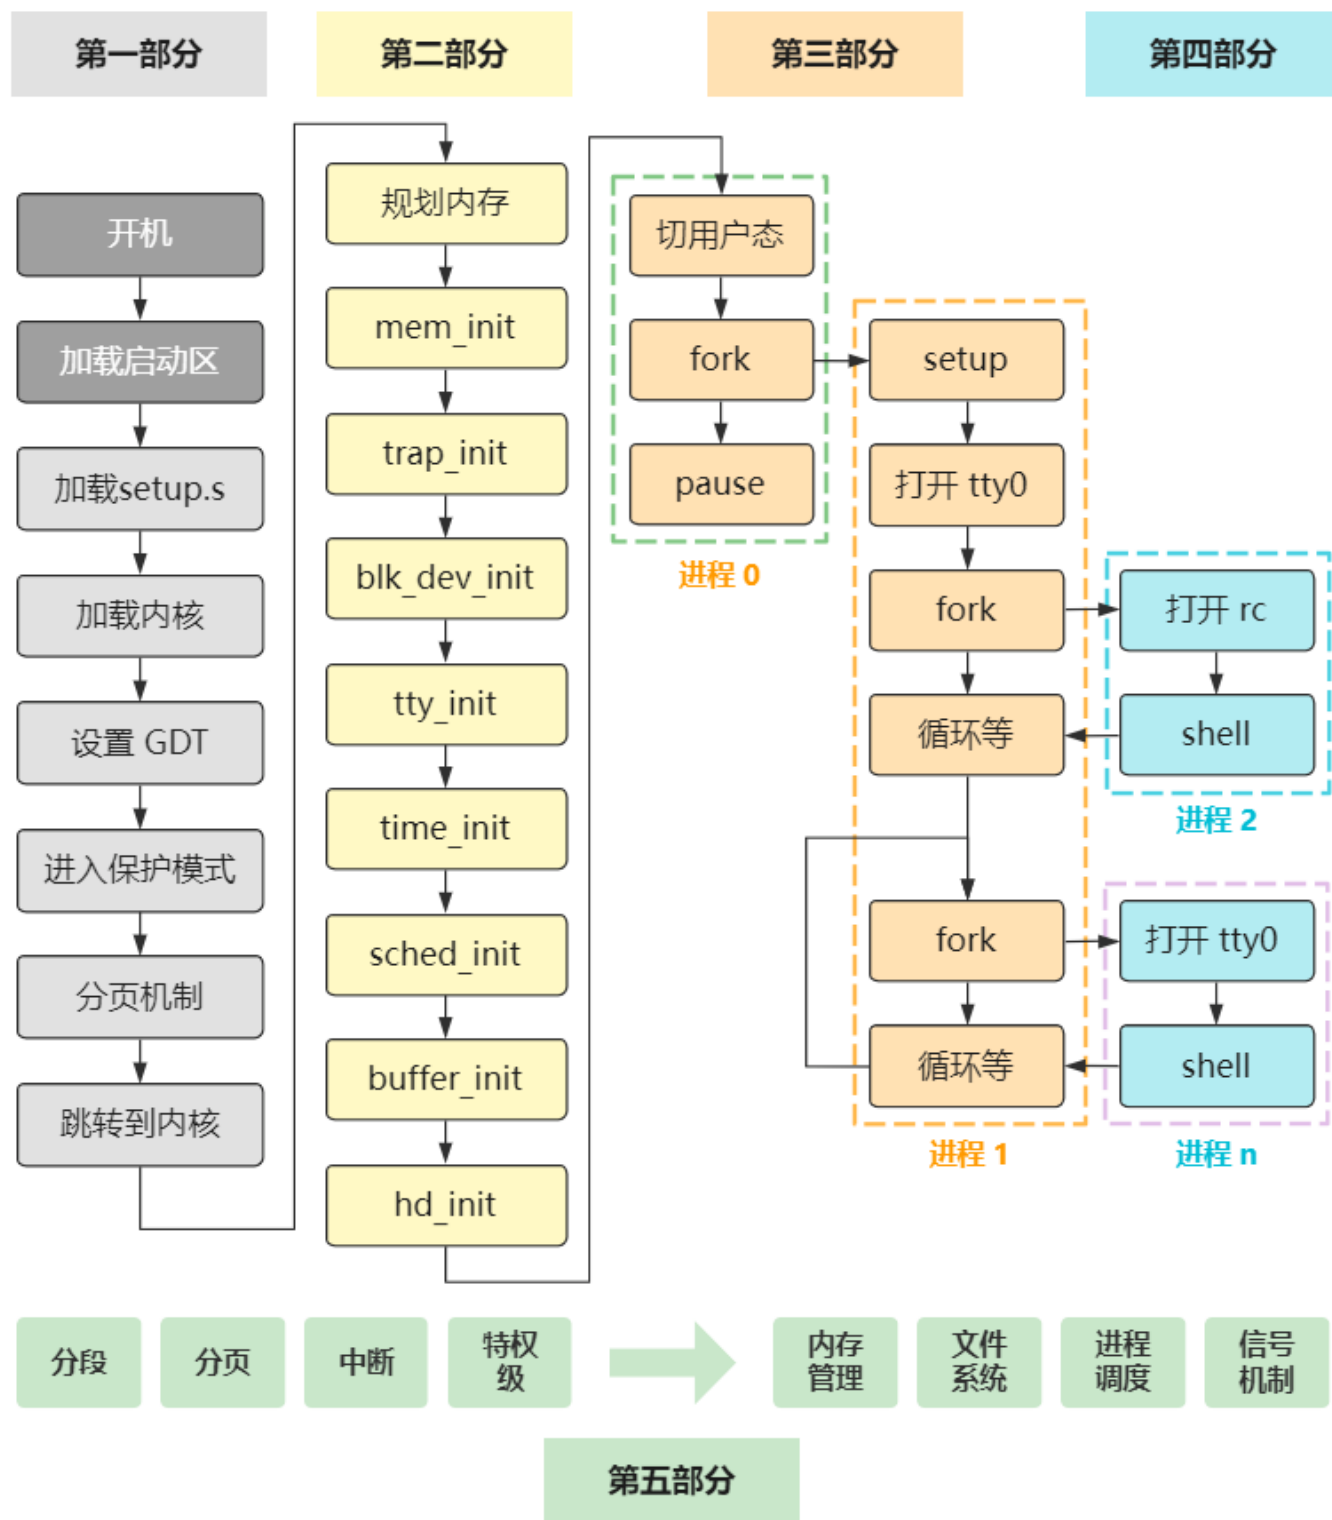 第一部分
第二部分
第三部分
第四部分
开机
加载启动区
加载setup.s
加载内核
设置 GDT
进入保护模式
分页机制
跳转到内核
规划内存
mem_init
trap_init
blk_dev_init
tty_init
time_init
sched_init
buffer_init
hd_init
切用户态
fork
pause
进程 0
setup
打开 tty0
fork
循环等
fork
循环等
进程 1
打开 rc
shell
进程 2
打开 tty0
shell
进程 n
分段
分页
中断
特权
级
内存
管理
文件
系统
进程
调度
信号
机制
第五部分